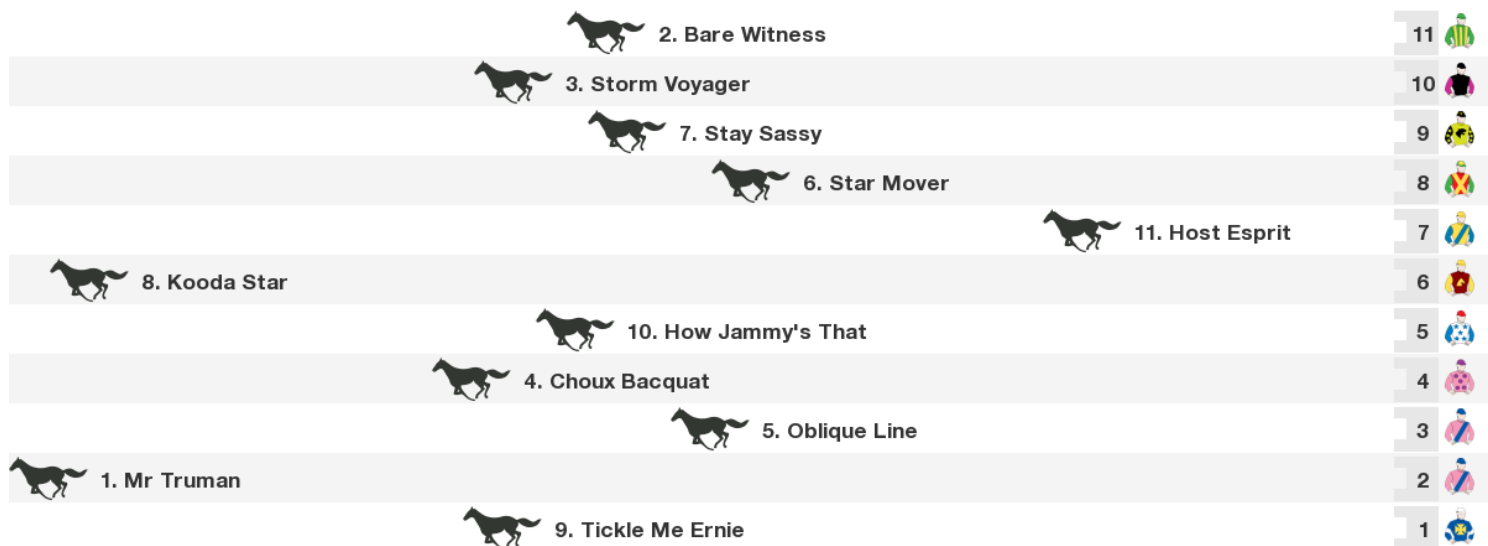 2. Bare Witness 11
3. Storm Voyager 10
7. Stay Sassy 9
6. Star Mover 8
11. Host Esprit 7
8. Kooda Star 6
10. How Jammy's That 5
4. Choux Bacquat 4
5. Oblique Line 3
1. Mr Truman 2
9. Tickle Me Ernie 1